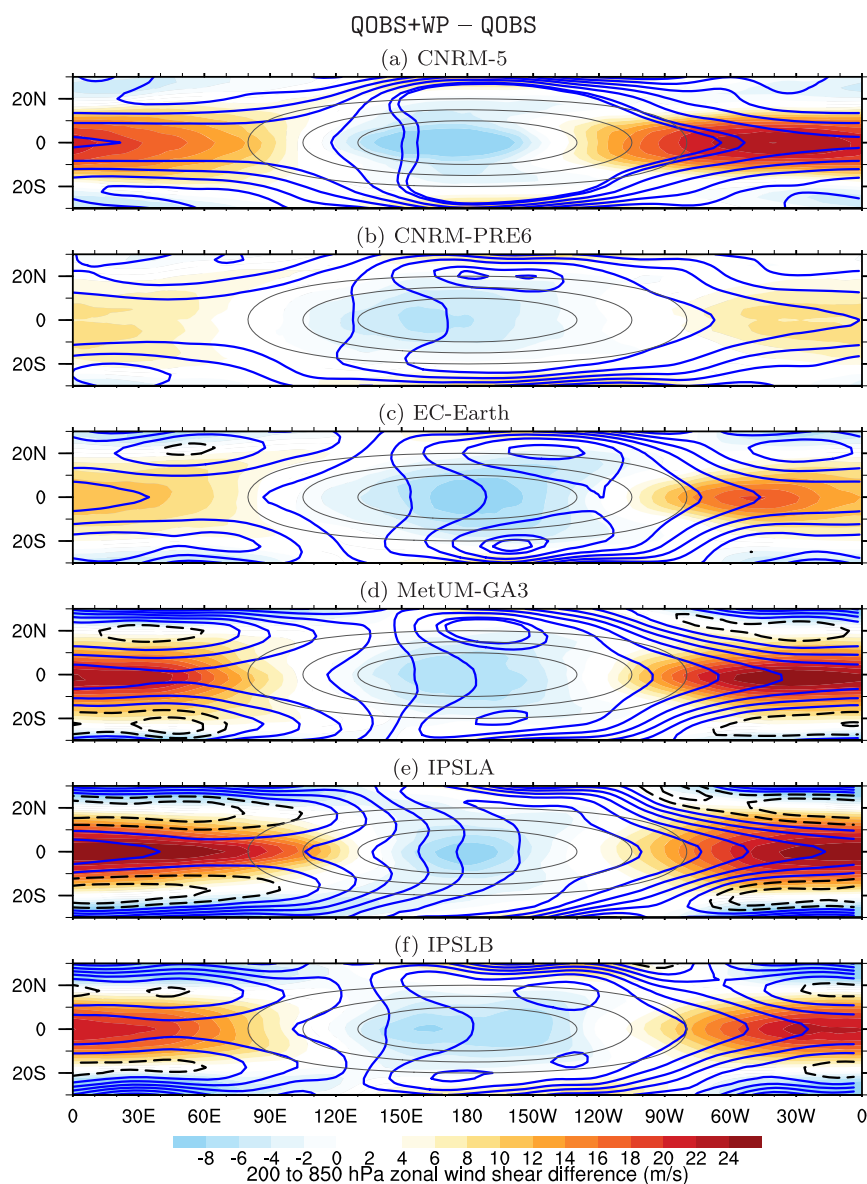 QOBS+WP − QOBS
(a) CNRM-5
20N
0
20S
(b) CNRM-PRE6
20N
0
20S
(c) EC-Earth
20N
0
20S
(d) MetUM-GA3
20N
0
20S
(e) IPSLA
20N
0
20S
(f) IPSLB
20N
0
20S
0 30E 60E 90E 120E 150E 180 150W 120W 90W 60W 30W 0
-8 -6 -4 -2 0 2 4 6 8 10 12 14 16 18 20 22 24
200 to 850 hPa zonal wind shear difference (m/s)